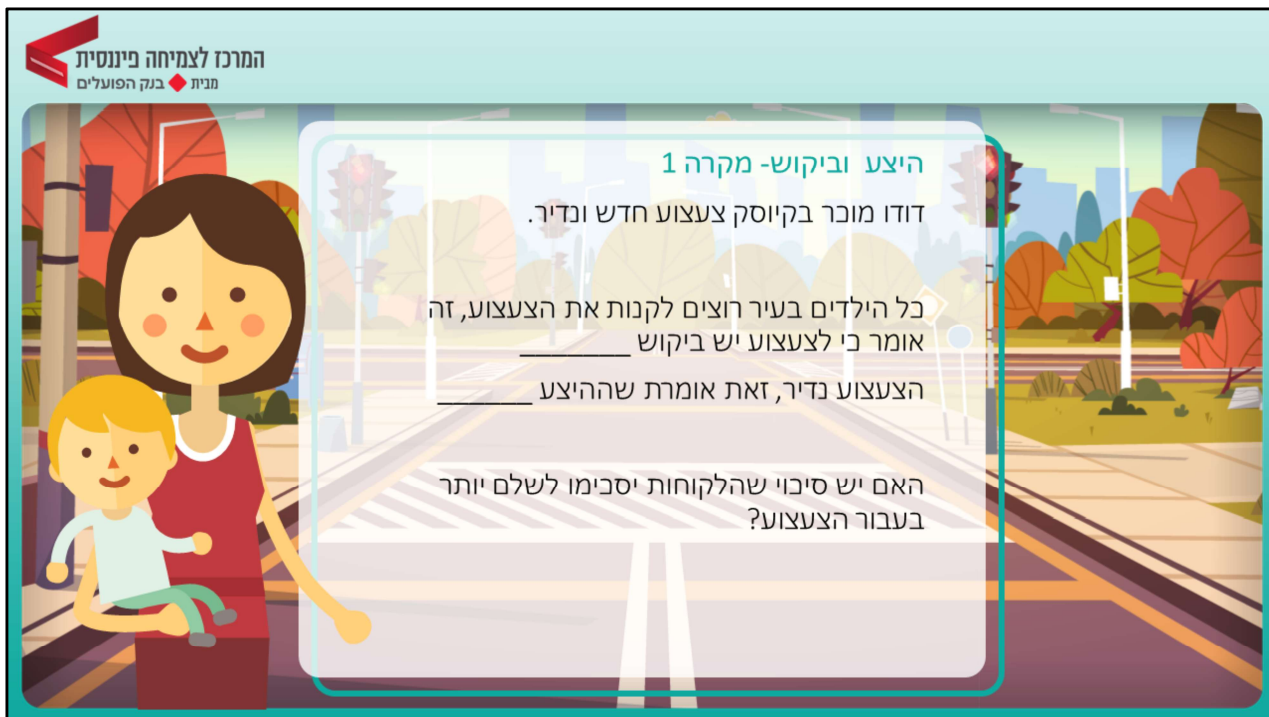 המרכז לצמיחה פיננסית
מבית בנק הפועלים
היצע וביקוש- מקרה 1
דודו מוכר בקיוסק צעצוע חדש ונדיר.
כל הילדים בעיר רוצים לקנות את הצעצוע, זה
אומר כי לצעצוע יש ביקוש ________
הצעצוע נדיר, זאת אומרת שההיצע _______
האם יש סיכוי שהלקוחות יסכימו לשלם יותר
בעבור הצעצוע?